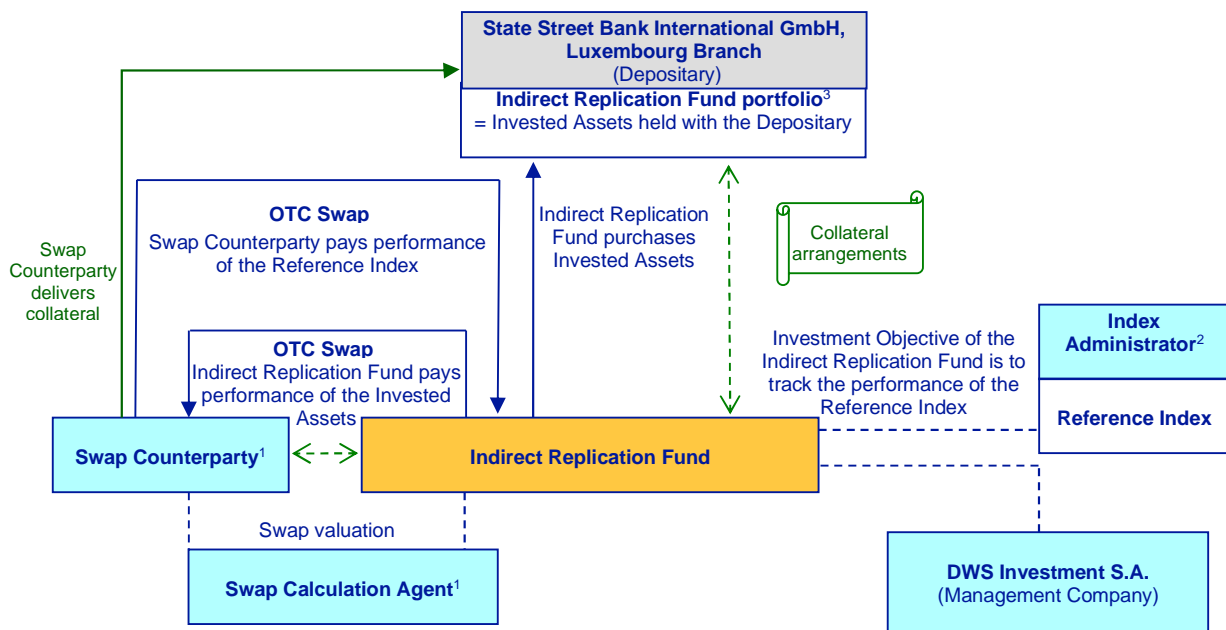 State Street Bank International GmbH,
Luxembourg Branch
(Depositary)
Indirect Replication Fund portfolio³
= Invested Assets held with the Depositary
OTC Swap
Swap Counterparty pays performance
of the Reference Index
Indirect Replication
Fund purchases
Invested Assets
Collateral
arrangements
Swap
Counterparty
delivers
collateral
OTC Swap
Indirect Replication Fund pays
performance of the Invested
Assets
Investment Objective of the
Indirect Replication Fund is to
track the performance of the
Reference Index
Index
Administrator²
Reference Index
Swap Counterparty¹
Indirect Replication Fund
Swap valuation
Swap Calculation Agent¹
DWS Investment S.A.
(Management Company)